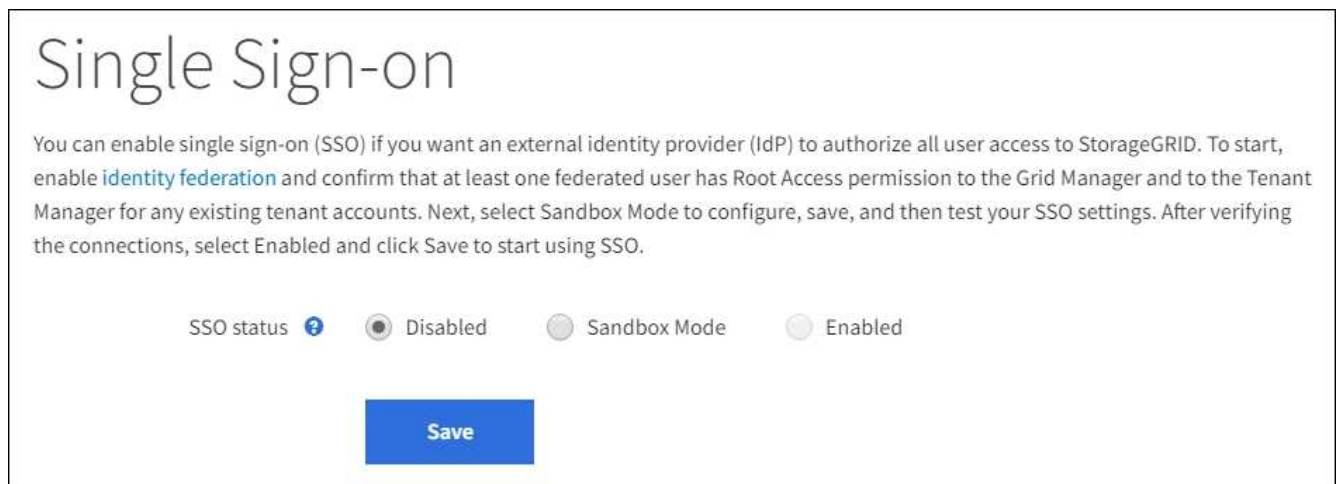 Single Sign-on
You can enable single sign-on (SSO) if you want an external identity provider (IdP) to authorize all user access to StorageGRID. To start,
enable identity federation and confirm that at least one federated user has Root Access permission to the Grid Manager and to the Tenant
Manager for any existing tenant accounts. Next, select Sandbox Mode to configure, save, and then test your SSO settings. After verifying
the connections, select Enabled and click Save to start using SSO.
SSO status ? Disabled Sandbox Mode Enabled
Save